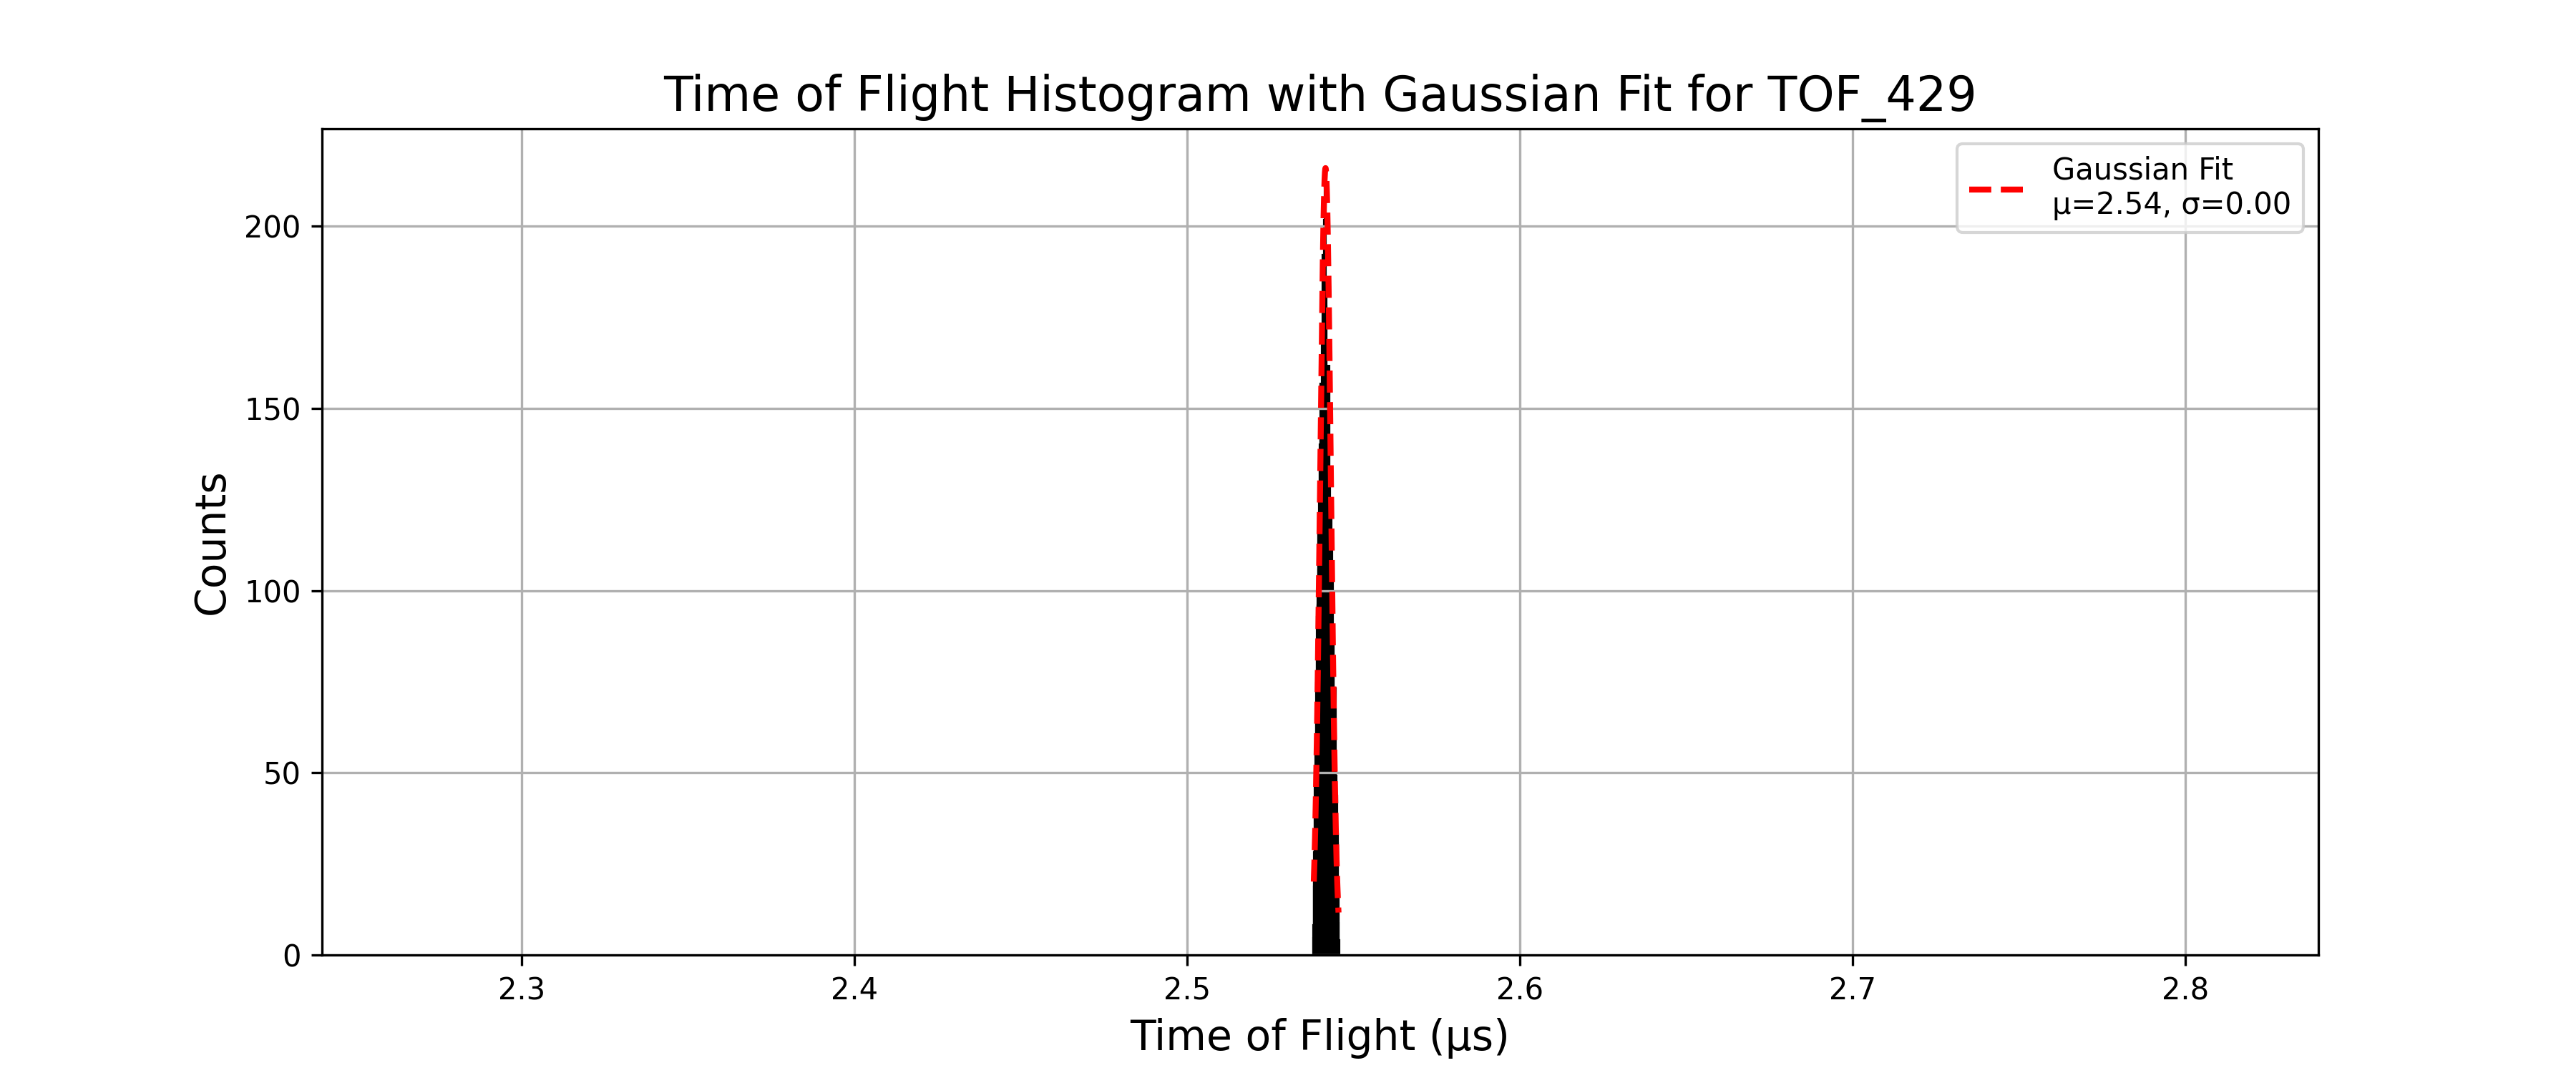 Time of Flight Histogram with Gaussian Fit for TOF_429
Gaussian Fit
μ=2.54, σ=0.00
Counts
200
150
100
50
0
2.3 2.4 2.5 2.6 2.7 2.8
Time of Flight (μs)